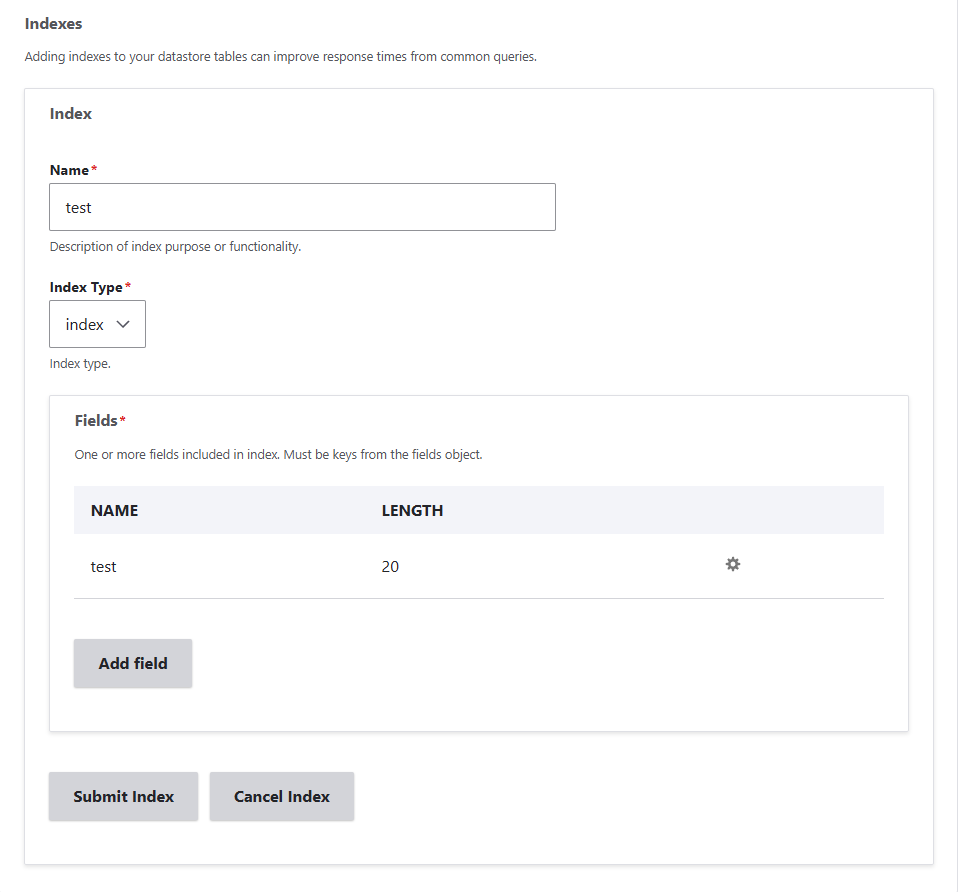 Indexes
Adding indexes to your datastore tables can improve response times from common queries.
Index
Name*
test
Description of index purpose or functionality.
Index Type*
index
Index type.
Fields*
One or more fields included in index. Must be keys from the fields object.
NAME LENGTH
test 20
Add field
Submit Index Cancel Index